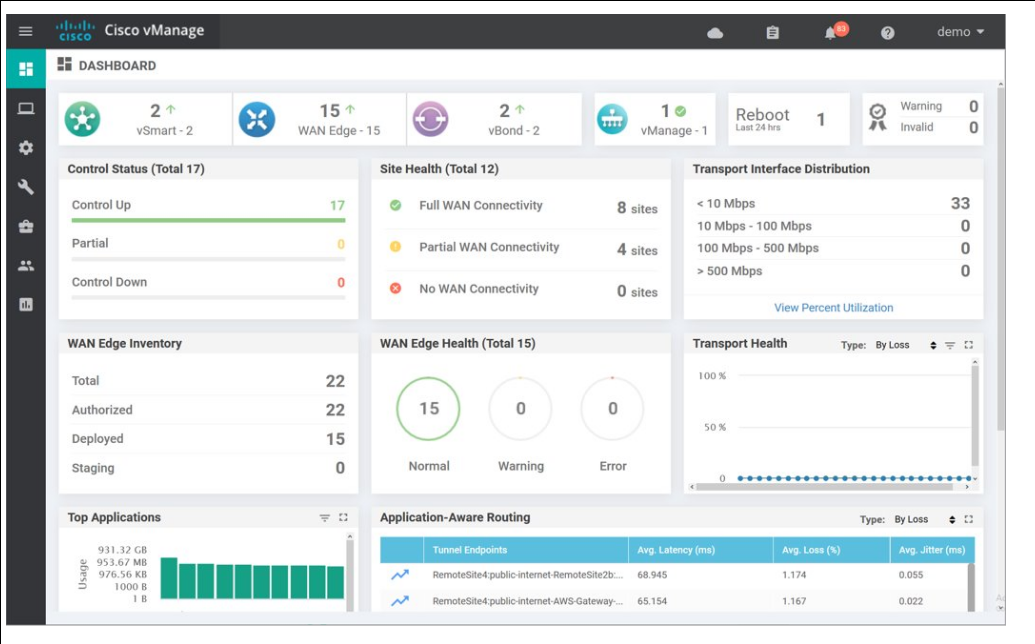 CISCO Cisco vManage 83 demo
DASHBOARD
2 vSmart - 2
15 WAN Edge - 15
2 vBond - 2
1 vManage - 1
Reboot Last 24 hrs 1
Warning 0
Invalid 0
Control Status (Total 17)
Control Up 17
Partial 0
Control Down 0
Site Health (Total 12)
Full WAN Connectivity 8 sites
Partial WAN Connectivity 4 sites
No WAN Connectivity 0 sites
Transport Interface Distribution
< 10 Mbps 33
10 Mbps - 100 Mbps 0
100 Mbps - 500 Mbps 0
> 500 Mbps 0
View Percent Utilization
WAN Edge Inventory
Total 22
Authorized 22
Deployed 15
Staging 0
WAN Edge Health (Total 15)
15 0 0
Normal Warning Error
Transport Health Type: By Loss
100 %
50 %
0
Top Applications
Usage
931.32 GB
953.67 MB
976.56 KB
1000 B
1 B
Application-Aware Routing Type: By Loss
Tunnel Endpoints Avg. Latency (ms) Avg. Loss (%) Avg. Jitter (ms)
RemoteSite4:public-internet-RemoteSite2b:... 68.945 1.174 0.055
RemoteSite4:public-internet-AWS-Gateway-... 65.154 1.167 0.022